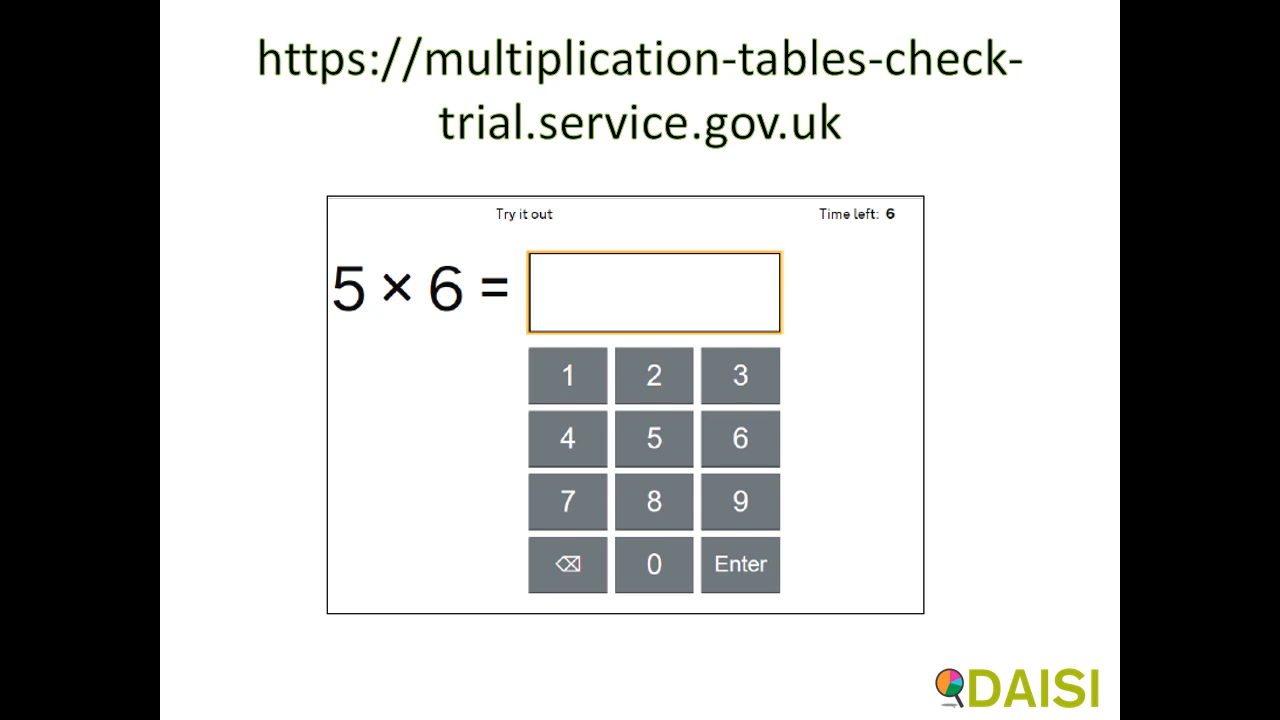 https://multiplication-tables-check-
trial.service.gov.uk
Try it out
Time left: 6
5 × 6 =
1 2 3
4 5 6
7 8 9
⌫ 0 Enter
DAISI